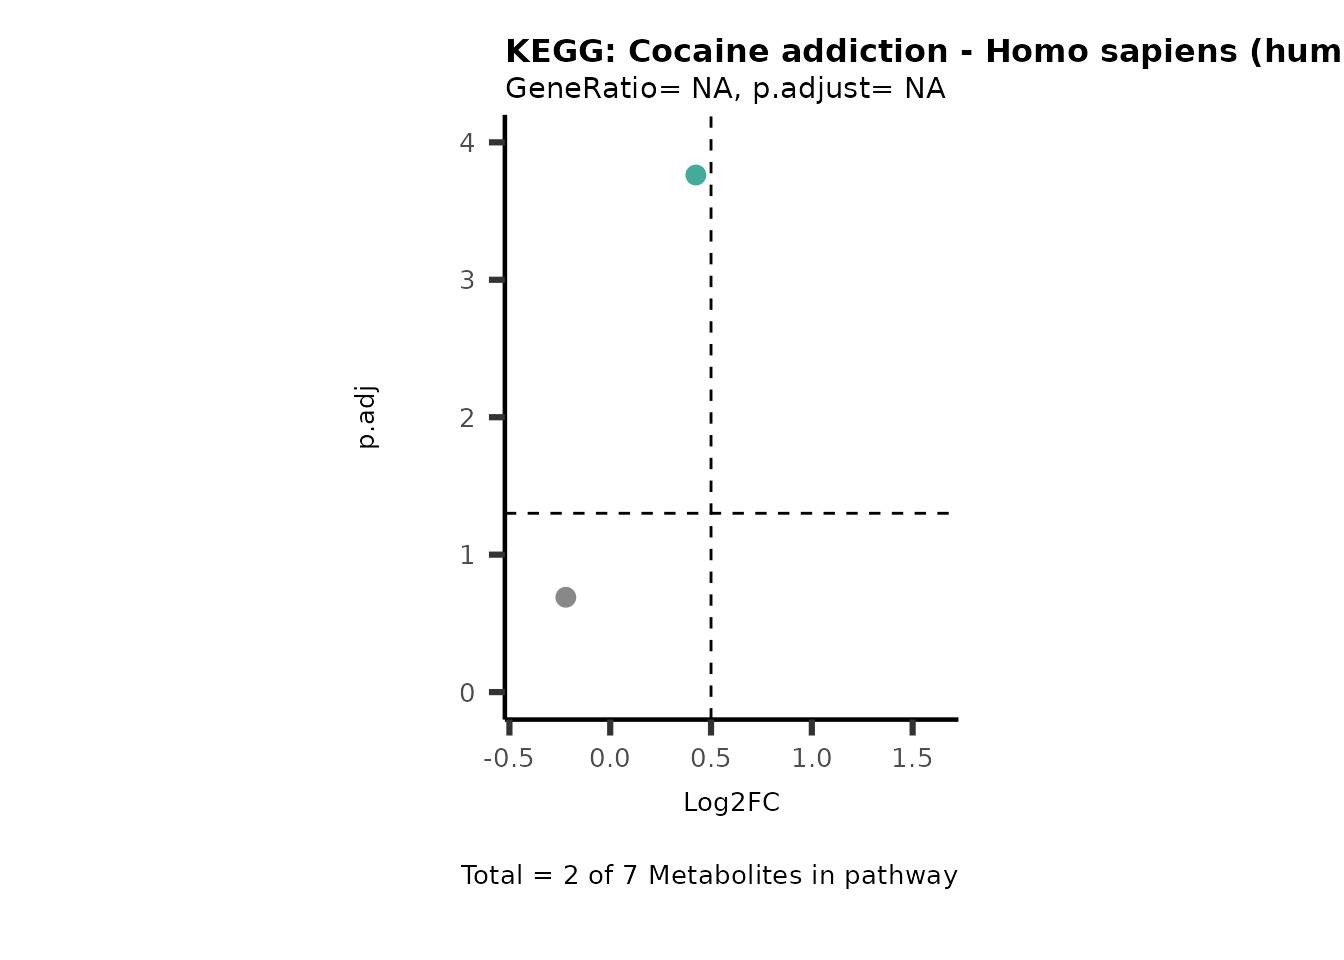 KEGG: Cocaine addiction - Homo sapiens (hum
GeneRatio= NA, p.adjust= NA
4
3
2
1
0
p.adj
-0.5 0.0 0.5 1.0 1.5
Log2FC
Total = 2 of 7 Metabolites in pathway